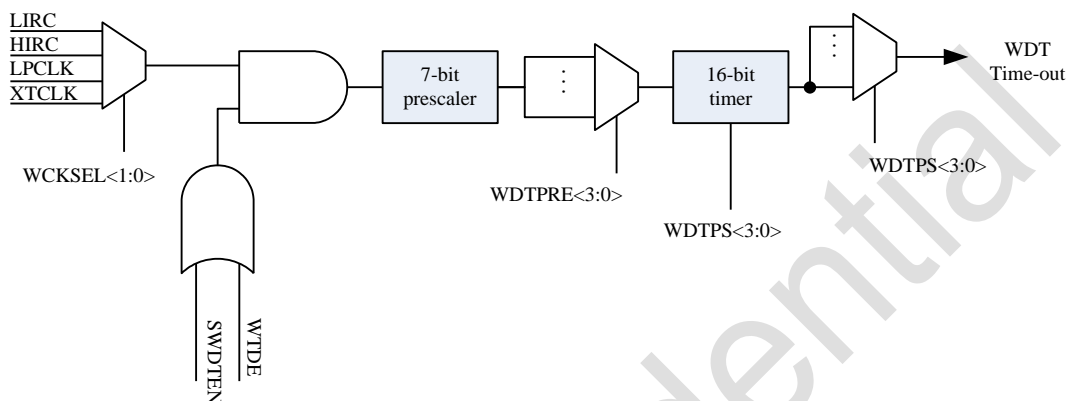 LIRC
HIRC
LPCLK
XTCLK
WCKSEL<1:0>
SWDTEN
WTDE
7-bit
prescaler
WDTPRE<3:0>
16-bit
timer
WDTPS<3:0>
WDTPS<3:0>
WDT
Time-out
dential